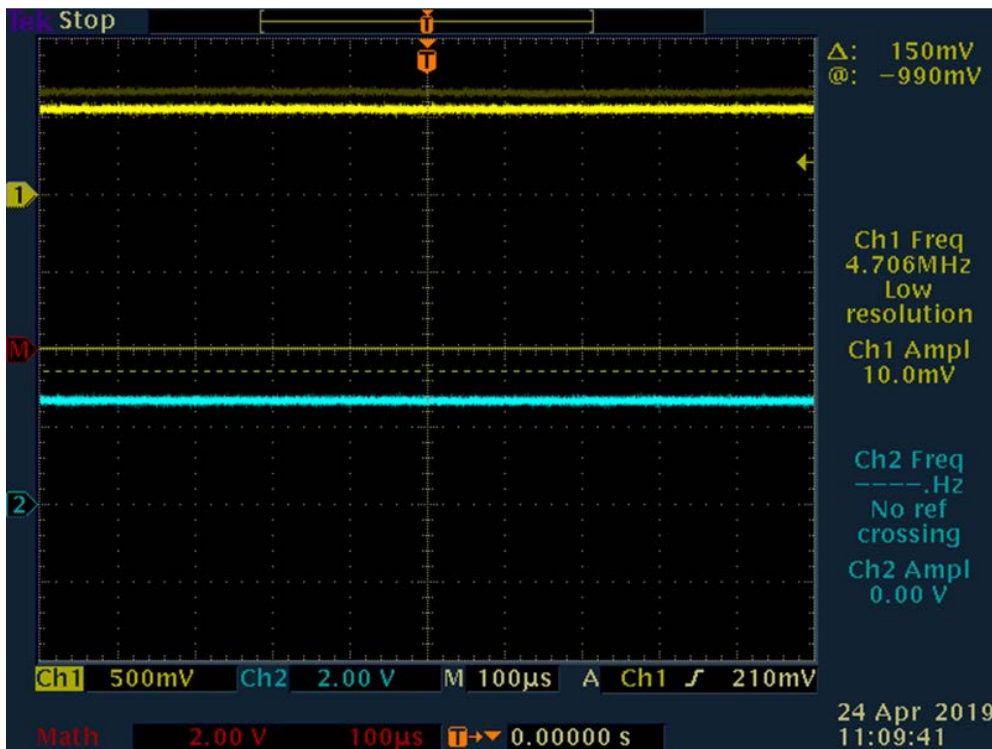 Tek Stop
T
T
Δ: 150mV
@: −990mV
1
Ch1 Freq
4.706MHz
Low
resolution
M
Ch1 Ampl
10.0mV
Ch2 Freq
−−−−.Hz
2
No ref
crossing
Ch2 Ampl
0.00 V
Ch1 500mV Ch2 2.00 V M 100µs A Ch1 210mV
Math 2.00 V 100µs T 0.00000 s
24 Apr 2019
11:09:41